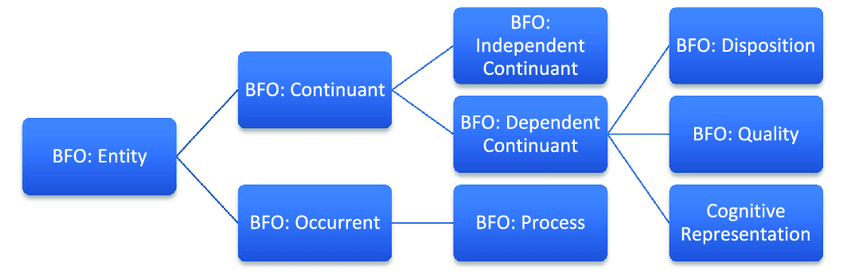 BFO: Entity
BFO: Continuant
BFO: Occurrent
BFO:
Independent
Continuant
BFO: Dependent
Continuant
BFO: Process
BFO: Disposition
BFO: Quality
Cognitive
Representation